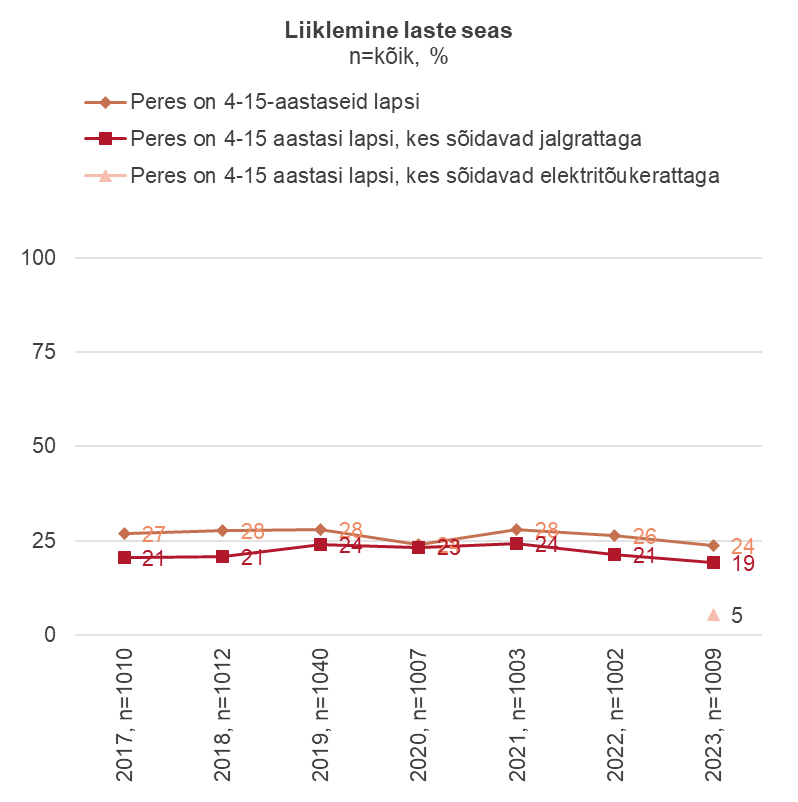 Liiklemine laste seas
n=kõik, %
Peres on 4-15-aastaseid lapsi
Peres on 4-15 aastasi lapsi, kes sõidavad jalgrattaga
Peres on 4-15 aastasi lapsi, kes sõidavad elektritõukerattaga
100
75
50
25
0
27 28 28 24 28 26 24
21 21 24 23 24 21 19
5
2017, n=1010
2018, n=1012
2019, n=1040
2020, n=1007
2021, n=1003
2022, n=1002
2023, n=1009